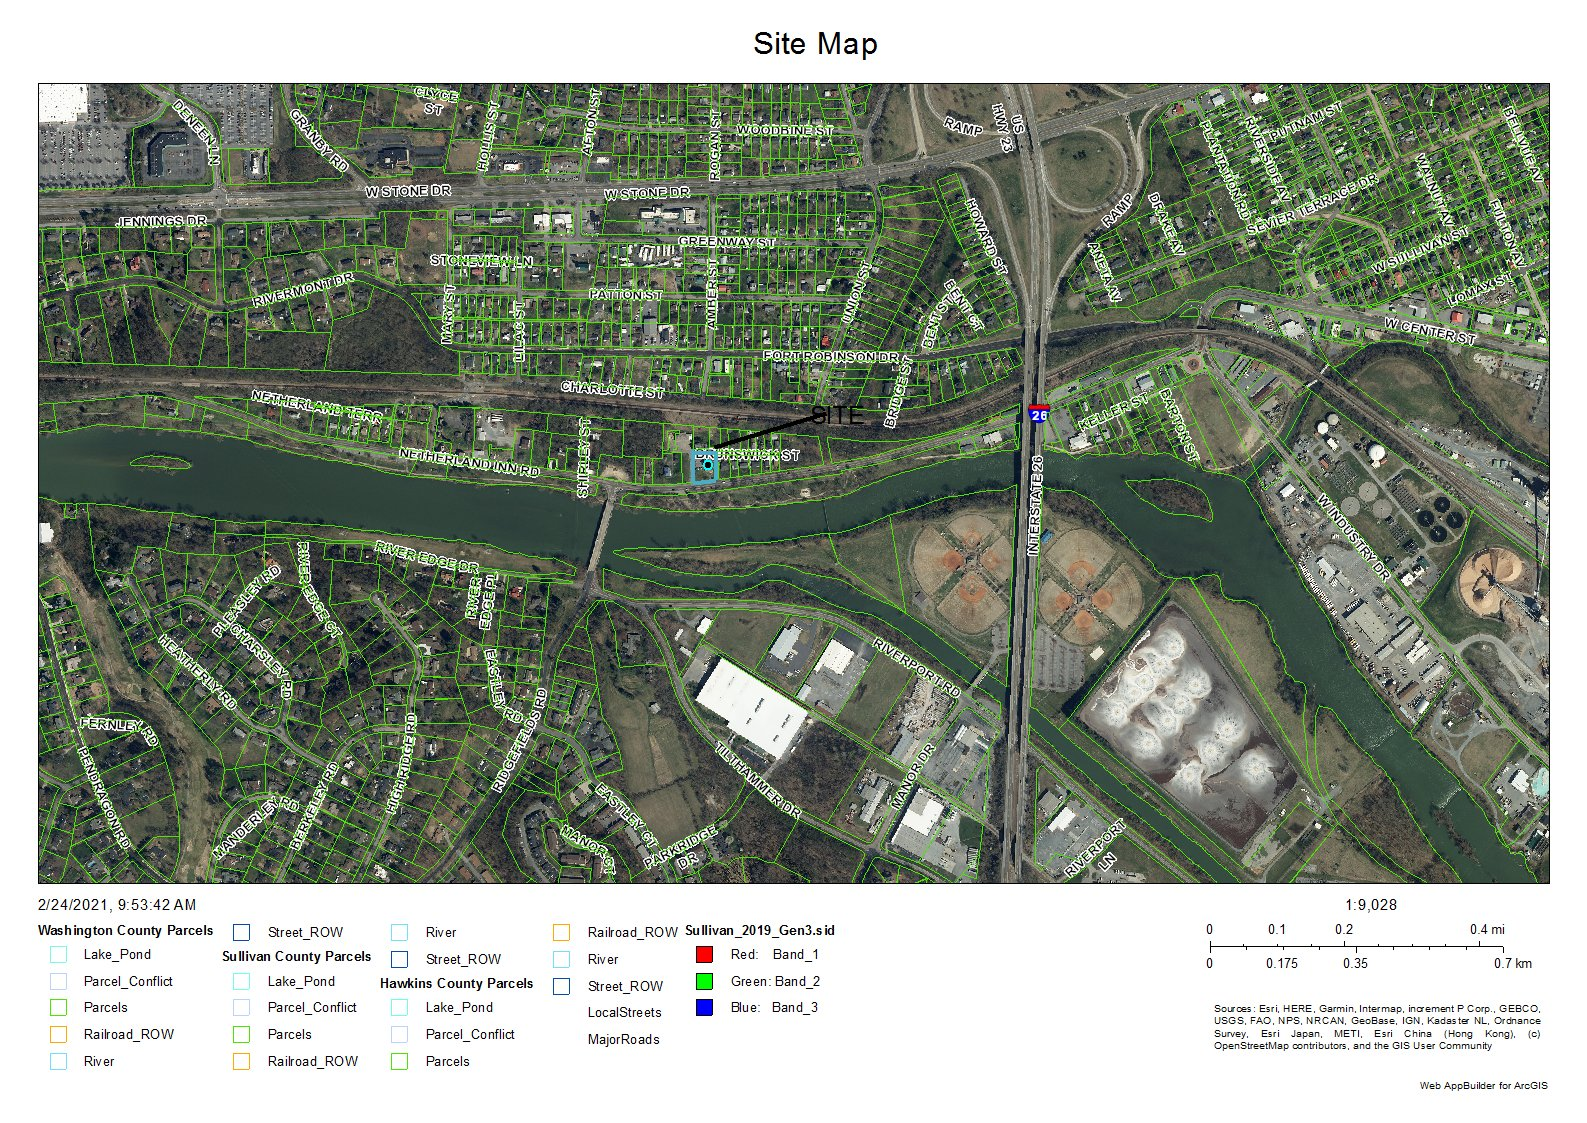 Site Map
CLYCE
ST
DENEEN LN
GRANBY RD
HOLLIS ST
AFTON ST
ROGAN ST
WOODBINE ST
RAMP
US
HWY 23
PLANTATION RD
RIVERSIDE AV
PUTNAM ST
BELLVIEW AV
W STONE DR
W STONE DR
JENNINGS DR
HOWARD ST
RAMP
DRAKE AV
SEVIER TERRACE DR
WALNUT AV
FULTON AV
GREENWAY ST
STONEVIEW LN
RIVERMONT DR
PATTON ST
MARY ST
LILAC ST
AMBER ST
UNION ST
BENT ST
BENT CT
ANETA AV
W SULLIVAN ST
LOMAX ST
W CENTER ST
FORT ROBINSON DR
BRIDGE ST
CHARLOTTE ST
NETHERLAND TERR
SITE
26
KELLER ST
BARTON ST
NETHERLAND INN RD
SHIRLEY ST
BRUNSWICK ST
INTERSTATE 26
W INDUSTRY DR
RIVER EDGE DR
PLEASLEY RD
RIVER EDGE CT
RIVER
EDGE PL
HEATHERLY RD
CHARSLEY RD
EASTLEY RD
RIDGEFIELDS RD
RIVERPORT RD
FERNLEY RD
PENDRAGON RD
HIGH RIDGE RD
TILTHAMMER DR
MANOR DR
MANDERLEY RD
BERKELEY RD
EASTLEY CT
MANOR CT
PARKRIDGE
DR
RIVERPORT
LN
2/24/2021, 9:53:42 AM
Washington County Parcels
Lake_Pond
Parcel_Conflict
Parcels
Railroad_ROW
River
Street_ROW
Sullivan County Parcels
Lake_Pond
Parcel_Conflict
Parcels
Railroad_ROW
River
Street_ROW
Hawkins County Parcels
Lake_Pond
Parcel_Conflict
Parcels
Railroad_ROW
River
Street_ROW
LocalStreets
MajorRoads
Sullivan_2019_Gen3.sid
Red: Band_1
Green: Band_2
Blue: Band_3
1:9,028
0 0.1 0.2 0.4 mi
0 0.175 0.35 0.7 km
Sources: Esri, HERE, Garmin, Intermap, increment P Corp., GEBCO,
USGS, FAO, NPS, NRCAN, GeoBase, IGN, Kadaster NL, Ordnance
Survey, Esri Japan, METI, Esri China (Hong Kong), (c)
OpenStreetMap contributors, and the GIS User Community
Web AppBuilder for ArcGIS